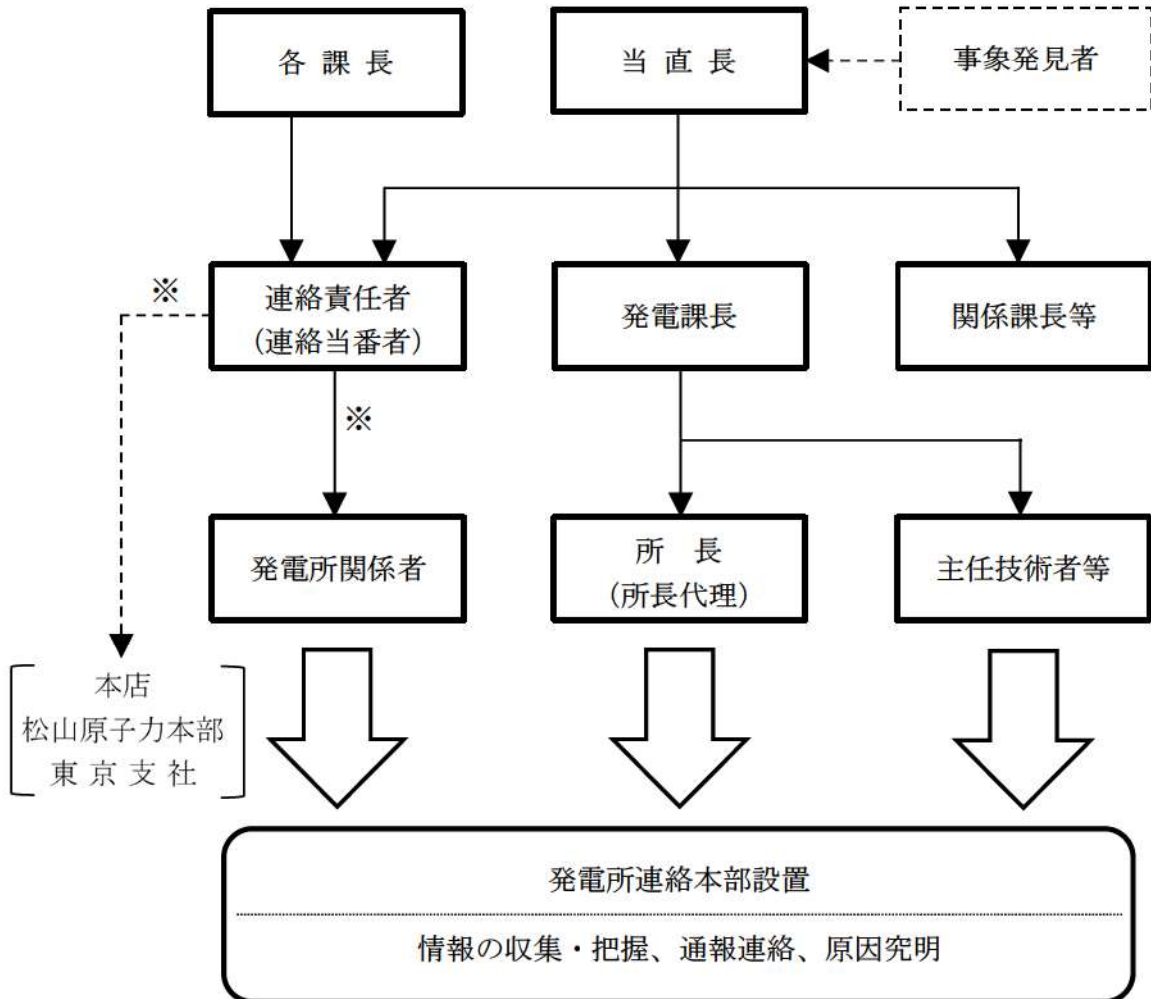 各 課 長
当 直 長
事象発見者
※
連絡責任者
(連絡当番者)
発電課長
関係課長等
※
発電所関係者
所 長
(所長代理)
主任技術者等
本店
松山原子力本部
東 京 支 社
発電所連絡本部設置
情報の収集・把握、通報連絡、原因究明